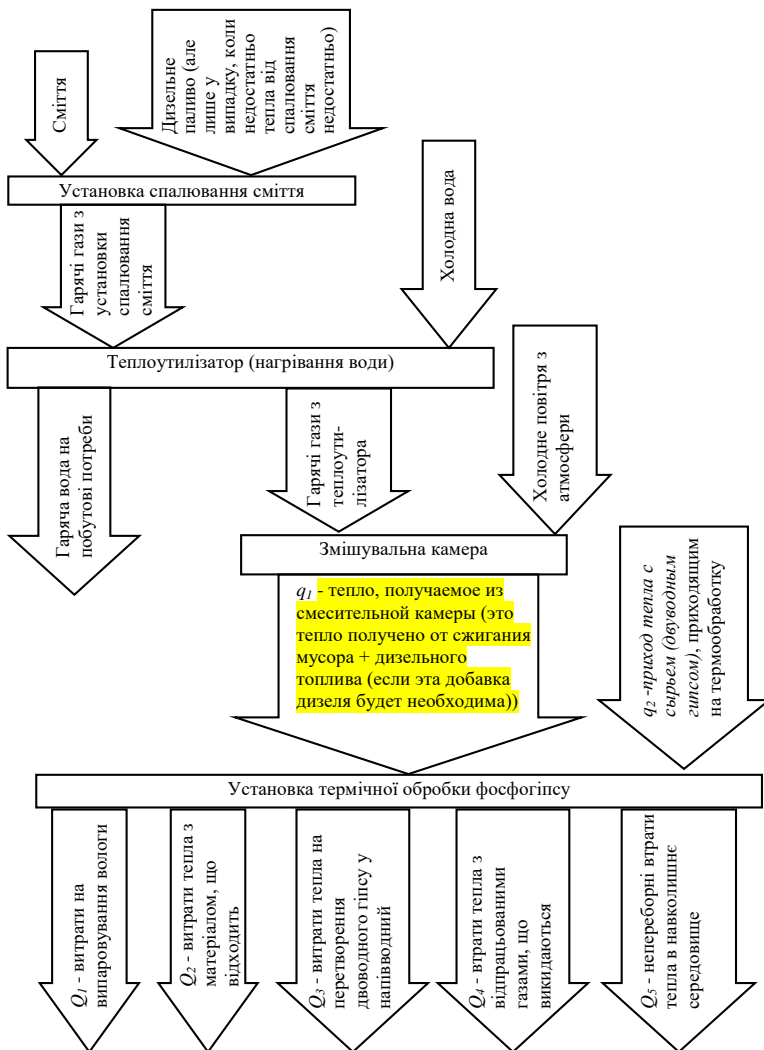 Сміття
Дизельне
паливо (але
лише у
випадку, коли
недостатньо
тепла від
спалювання
сміття
недостатньо)
Установка спалювання сміття
Гарячі гази з
установки
спалювання
сміття
Холодна вода
Теплоутилізатор (нагрівання води)
Гаряча вода на
побутові потреби
Гарячі гази з
теплоути-
лізатора
Холодне повітря з
атмосфери
Змішувальна камера
q1 - тепло, получаемое из
смесительной камеры (это
тепло получено от сжигания
мусора + дизельного
топлива (если эта добавка
дизеля будет необходима))
q2 -приход тепла с
сырьем (двуводным
гипсом), приходящим
на термообработку
Установка термічної обробки фосфогіпсу
Q1 - витрати на
випаровування вологи
Q2 - витрати тепла з
матеріалом, що
відходить
Q3 - витрати тепла на
перетворення
двоводного гіпсу у
напівводний
Q4 – втрати тепла з
відпрацьованими
газами, що
викидаються
Q5 - непереборні втрати
тепла в навколишнє
середовище